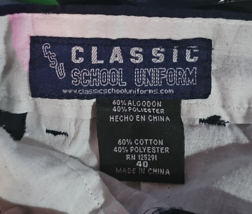 CSU CLASSIC
SCHOOL UNIFORM
www.classicschooluniforms.com
60% ALGODON
40% POLIESTER
HECHO EN CHINA
60% COTTON
40% POLYESTER
RN 125291
40
MADE IN CHINA